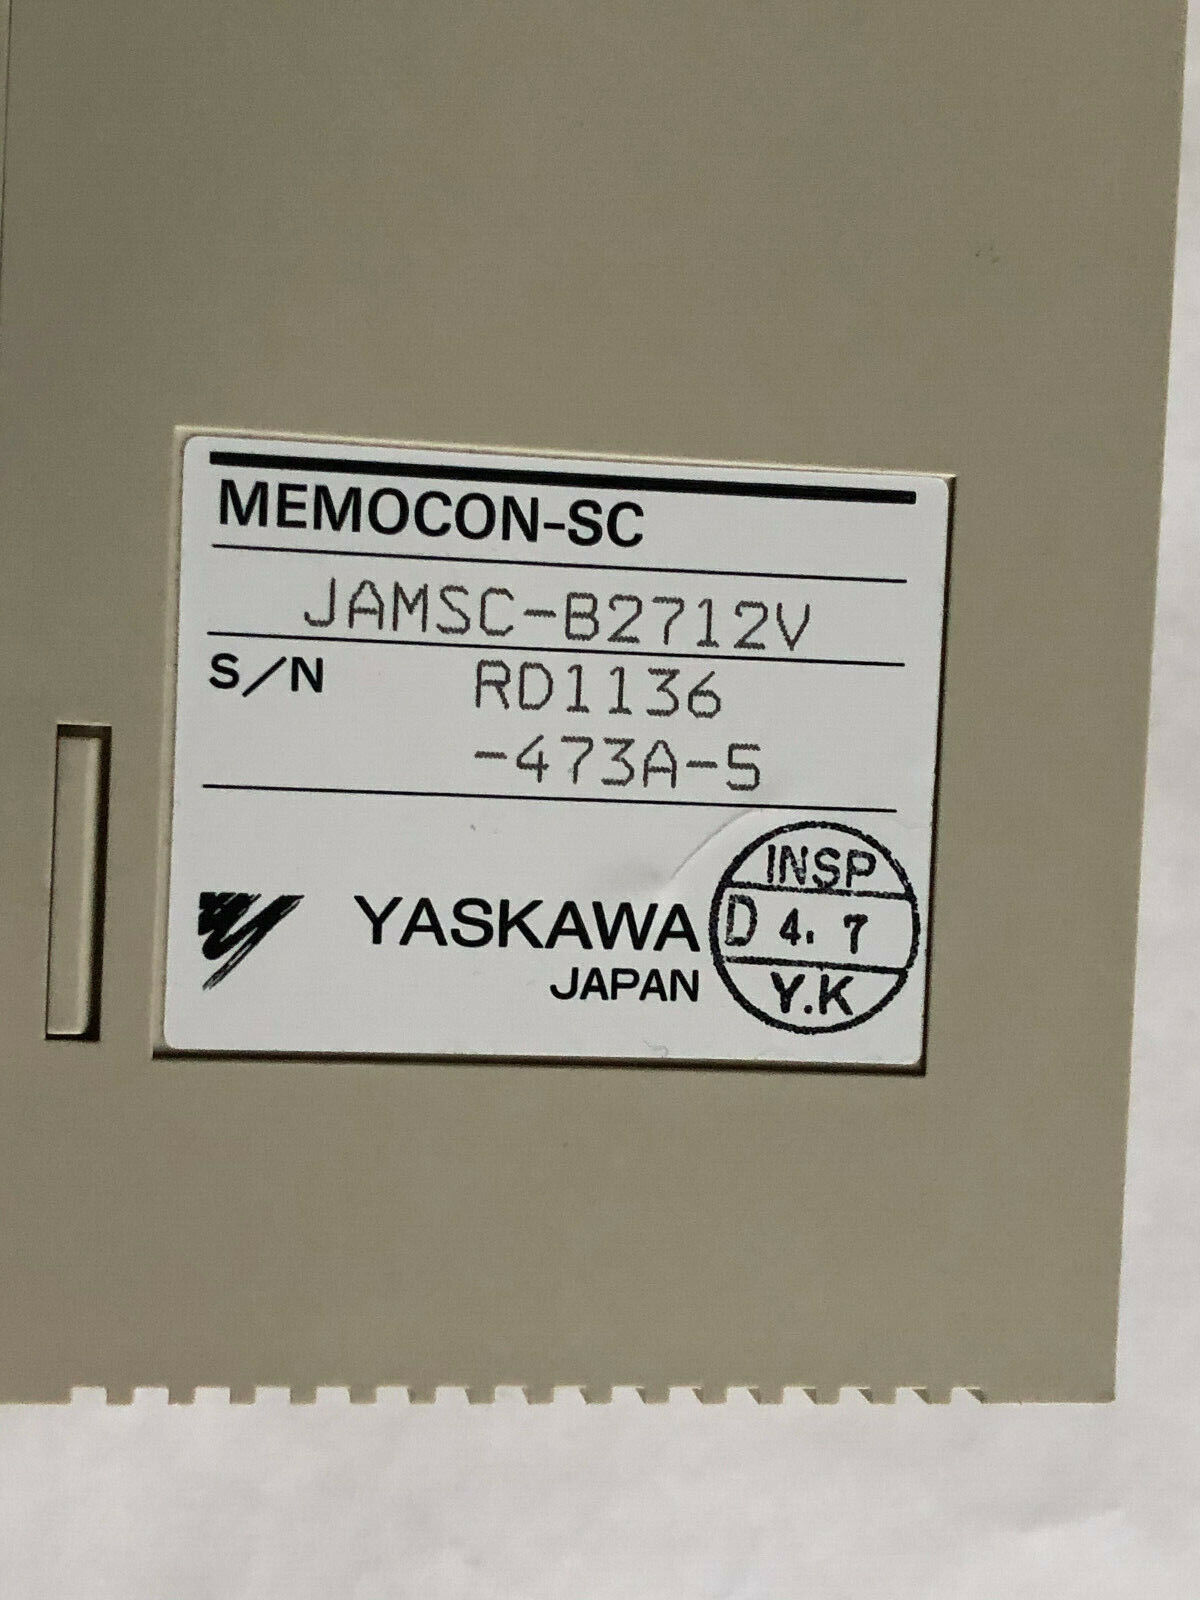 MEMOCON-SC
JAMSC-B2712V
S/N RD1136
-473A-5
YASKAWA
JAPAN
INSP
D 4. 7
Y.K